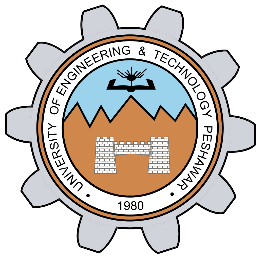 UNIVERSITY OF ENGINEERING & TECHNOLOGY PESHAWAR
1980